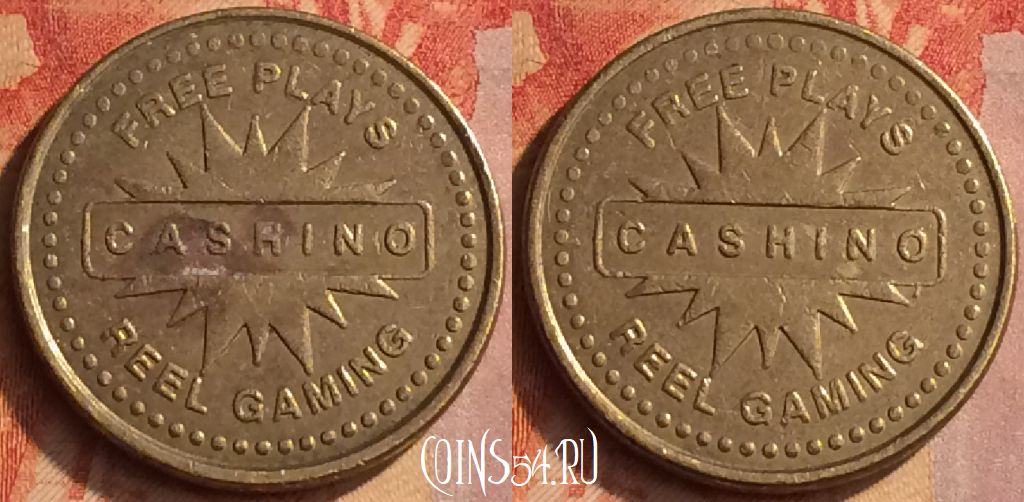 FREE PLAYS
CASHINO
REEL GAMING
FREE PLAYS
CASHINO
REEL GAMING
COINS54.RU